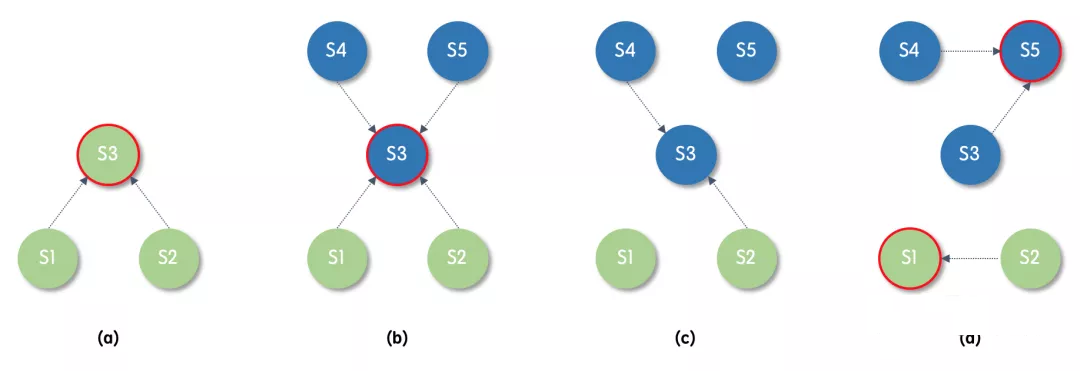 S4 S5 S4 S5 S4 S5
S3 S3 S3 S3
S1 S2 S1 S2 S1 S2 S1 S2
(a) (b) (c) (d)